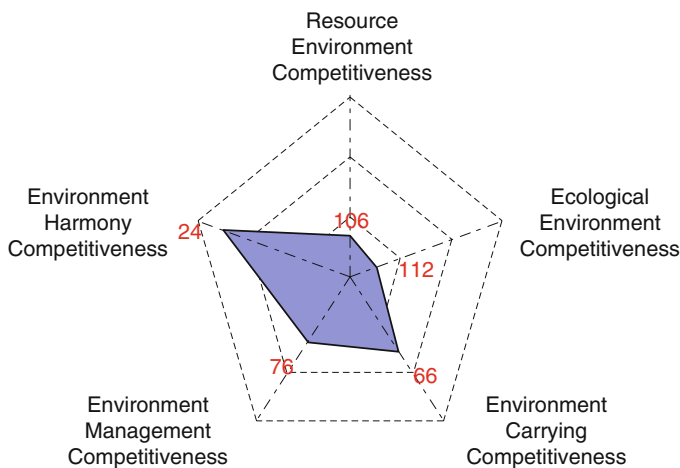 Resource
Environment
Competitiveness
106
Ecological
Environment
Competitiveness
112
Environment
Carrying
Competitiveness
66
Environment
Management
Competitiveness
76
Environment
Harmony
Competitiveness
24